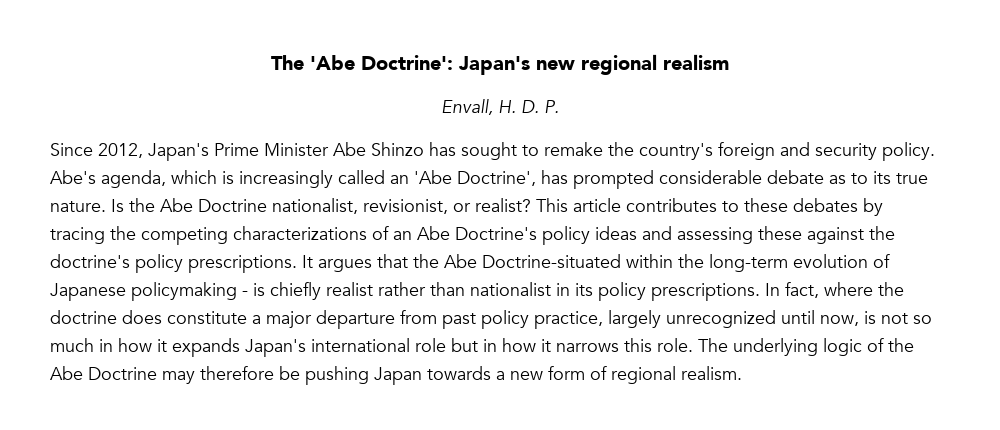 The 'Abe Doctrine': Japan's new regional realism
Envall, H. D. P.
Since 2012, Japan's Prime Minister Abe Shinzo has sought to remake the country's foreign and security policy.
Abe's agenda, which is increasingly called an 'Abe Doctrine', has prompted considerable debate as to its true
nature. Is the Abe Doctrine nationalist, revisionist, or realist? This article contributes to these debates by
tracing the competing characterizations of an Abe Doctrine's policy ideas and assessing these against the
doctrine's policy prescriptions. It argues that the Abe Doctrine-situated within the long-term evolution of
Japanese policymaking - is chiefly realist rather than nationalist in its policy prescriptions. In fact, where the
doctrine does constitute a major departure from past policy practice, largely unrecognized until now, is not so
much in how it expands Japan's international role but in how it narrows this role. The underlying logic of the
Abe Doctrine may therefore be pushing Japan towards a new form of regional realism.